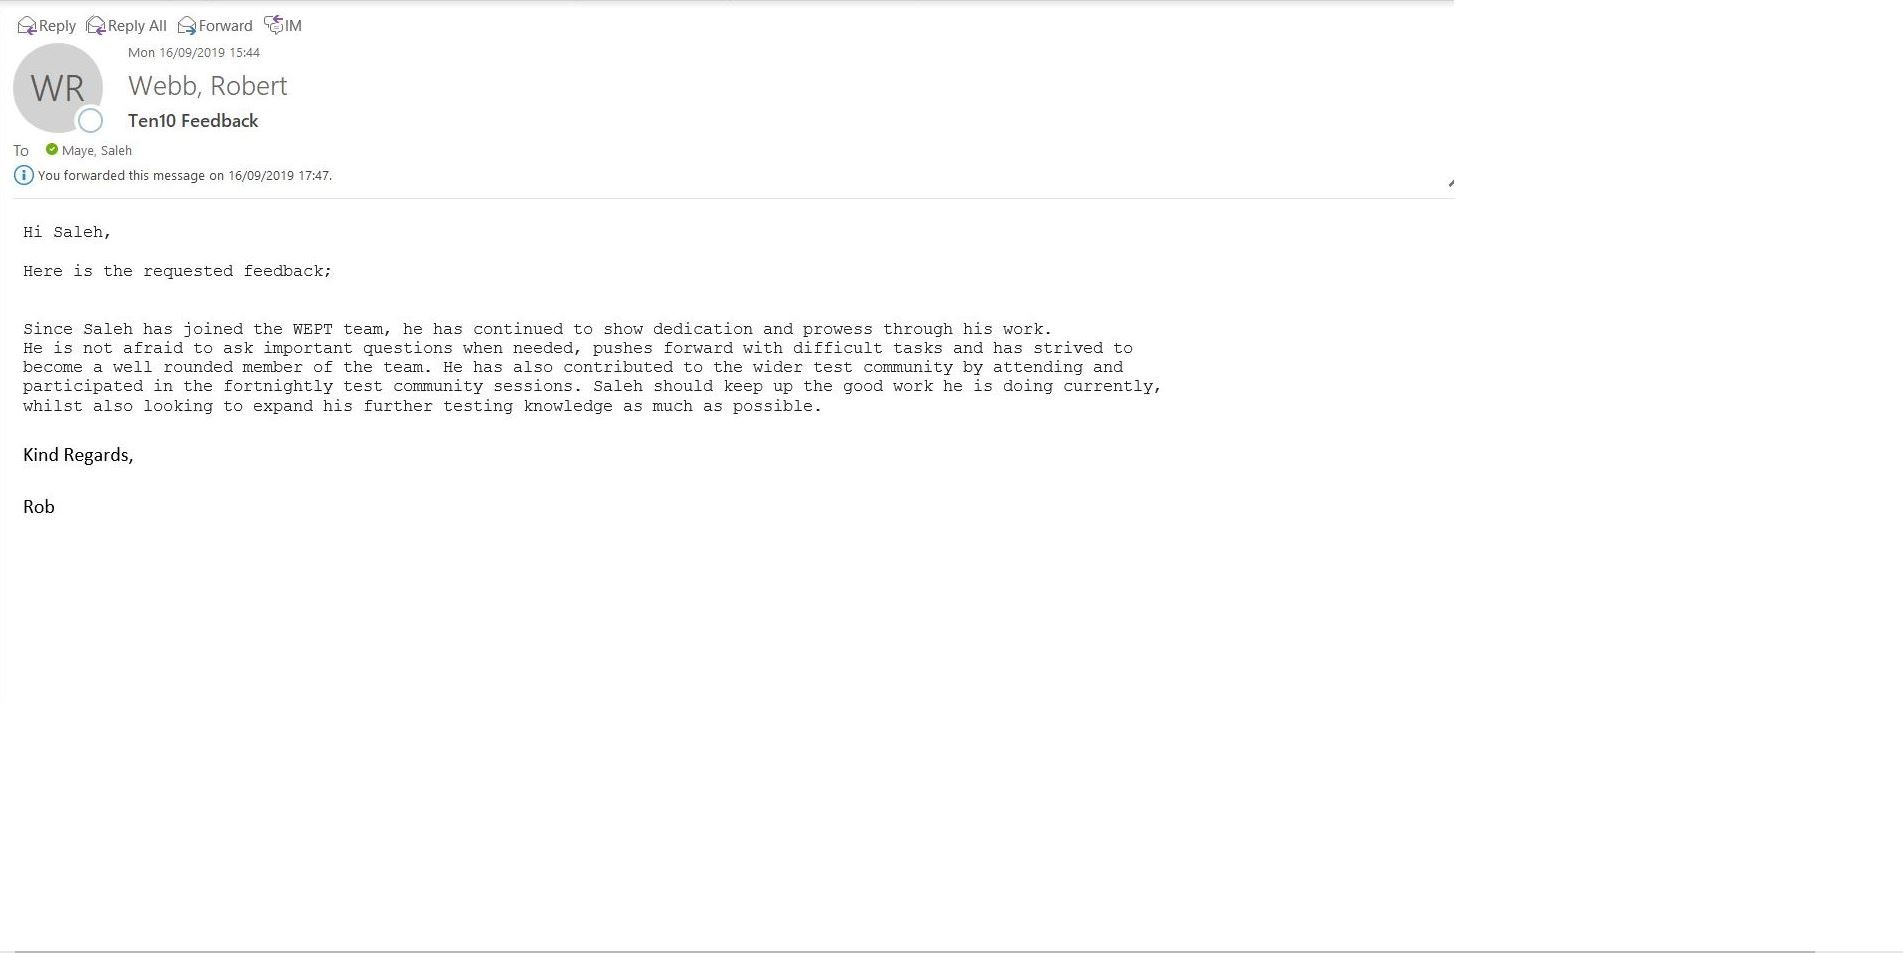 Reply Reply All Forward IM
Mon 16/09/2019 15:44
WR
Webb, Robert
Ten10 Feedback
To Maye, Saleh
You forwarded this message on 16/09/2019 17:47.
Hi Saleh,
Here is the requested feedback;
Since Saleh has joined the WEPT team, he has continued to show dedication and prowess through his work.
He is not afraid to ask important questions when needed, pushes forward with difficult tasks and has strived to
become a well rounded member of the team. He has also contributed to the wider test community by attending and
participated in the fortnightly test community sessions. Saleh should keep up the good work he is doing currently,
whilst also looking to expand his further testing knowledge as much as possible.
Kind Regards,
Rob